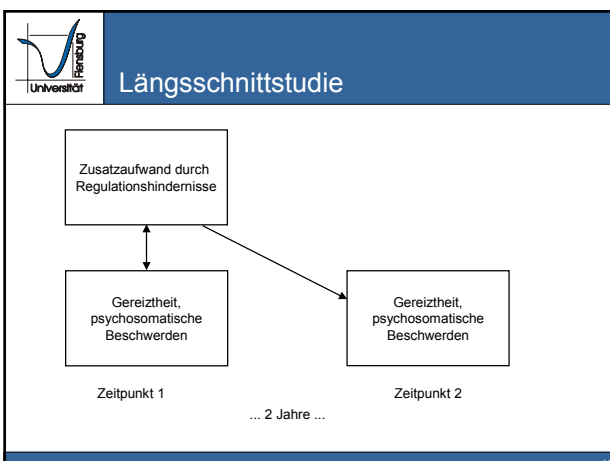 Universität
Flensburg
Längsschnittstudie
Zusatzaufwand durch
Regulationshindernisse
Gereiztheit,
psychosomatische
Beschwerden
Gereiztheit,
psychosomatische
Beschwerden
Zeitpunkt 1
Zeitpunkt 2
... 2 Jahre ...